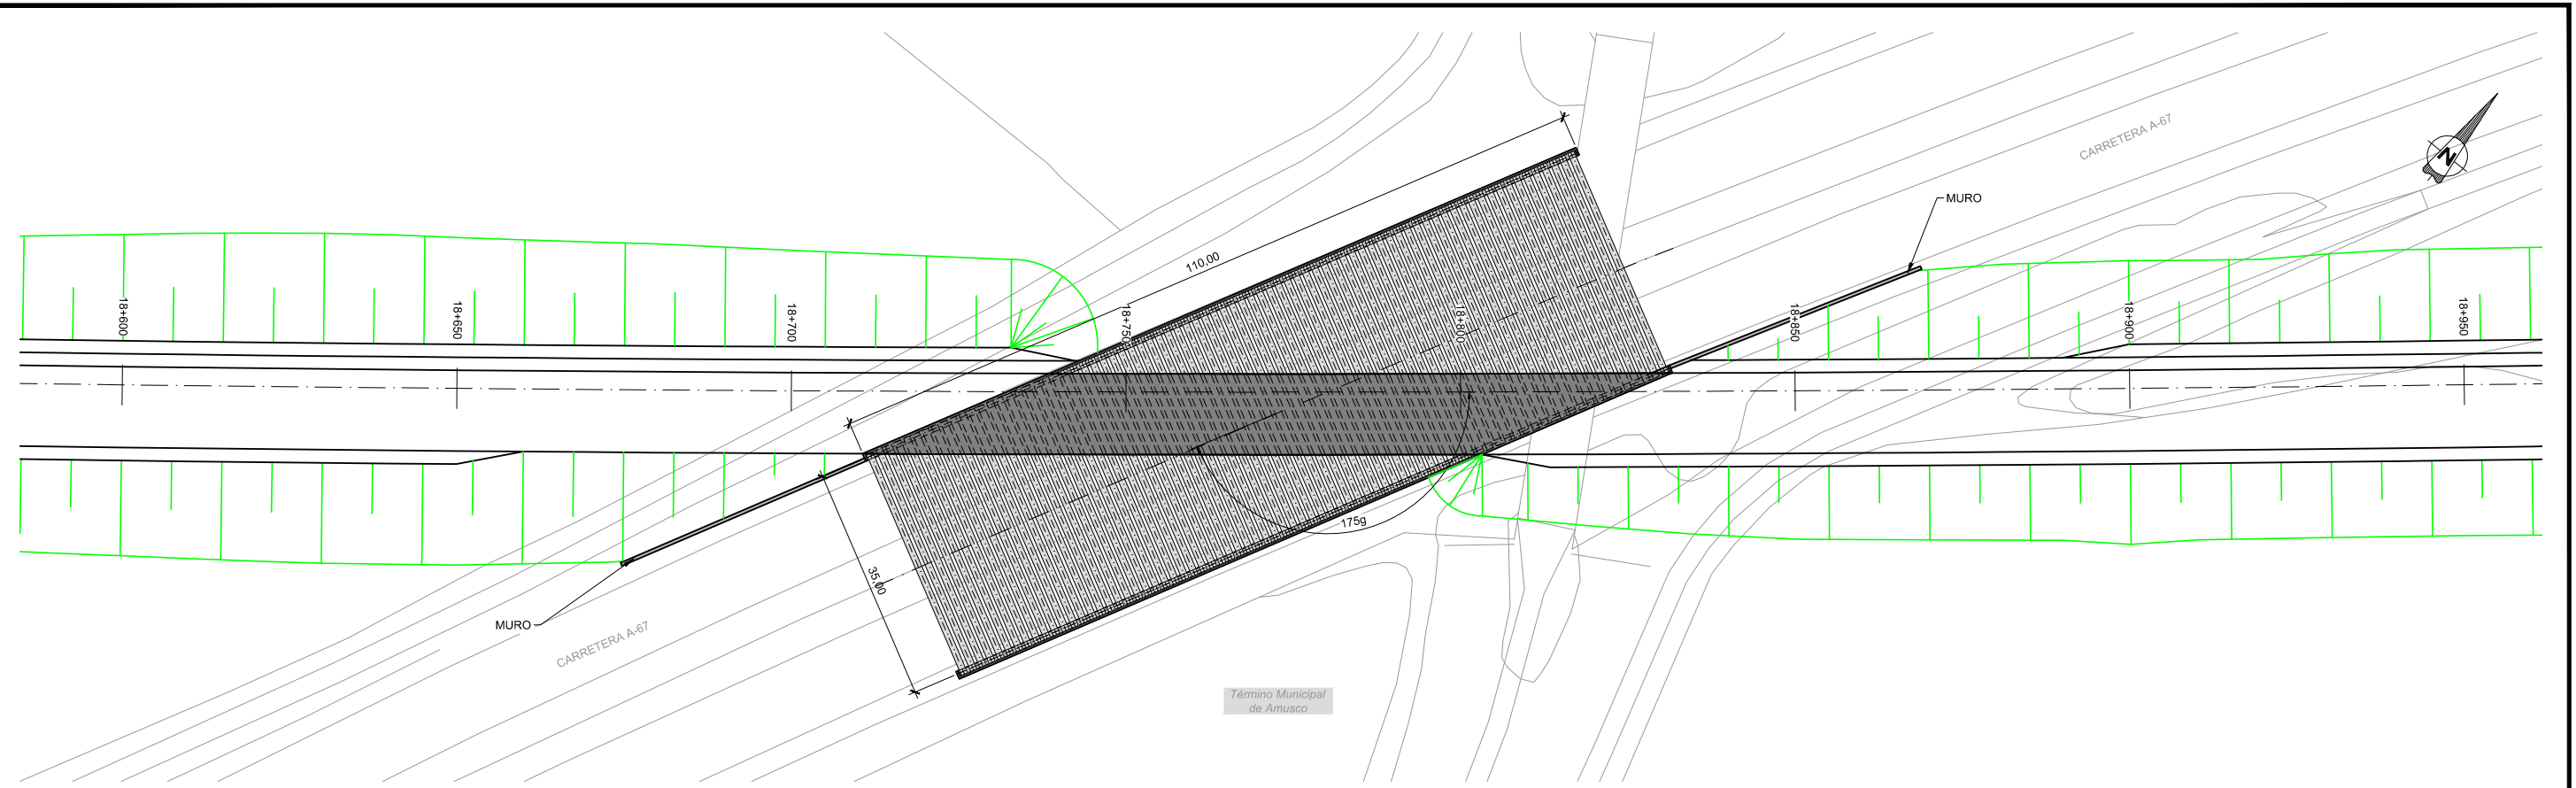 CARRETERA A-67
N
MURO
110,00
18+600
18+650
18+700
18+750
18+800
18+850
18+900
18+950
175g
35,00
MURO
CARRETERA A-67
Término Municipal
de Amusco